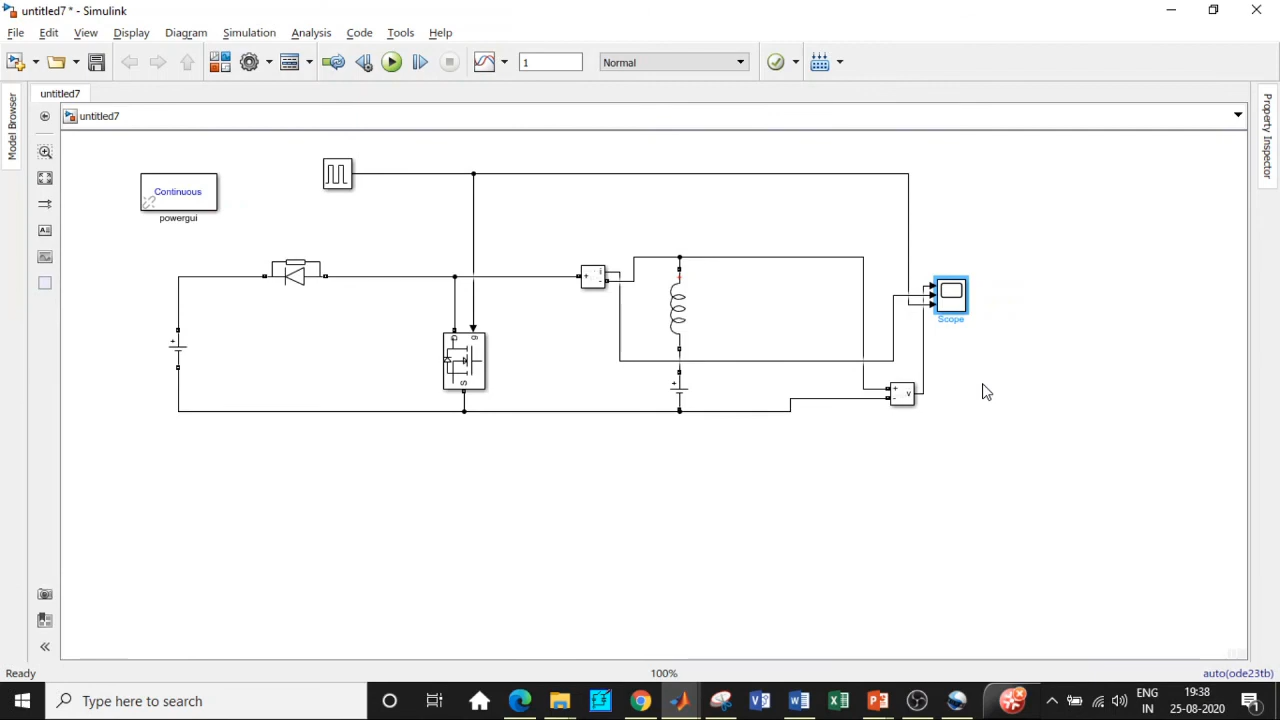 untitled7 * - Simulink
File Edit View Display Diagram Simulation Analysis Code Tools Help
1 Normal
untitled7
Model Browser
untitled7
Property Inspector
Continuous
powergui
+ i
-
Scope
g
+
S
+
+ v
-
Ready 100% auto(ode23tb)
Type here to search
ENG
IN
19:38
25-08-2020
1